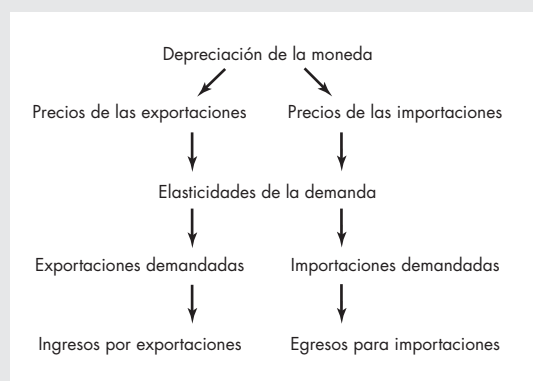 Depreciación de la moneda
Precios de las exportaciones Precios de las importaciones
Elasticidades de la demanda
Exportaciones demandadas Importaciones demandadas
Ingresos por exportaciones Egresos para importaciones